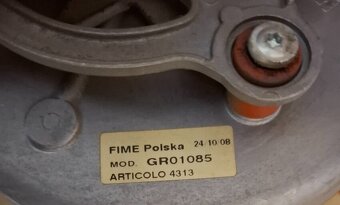 FIME Polska 24 10 08
MOD. GR01085
ARTICOLO 4313